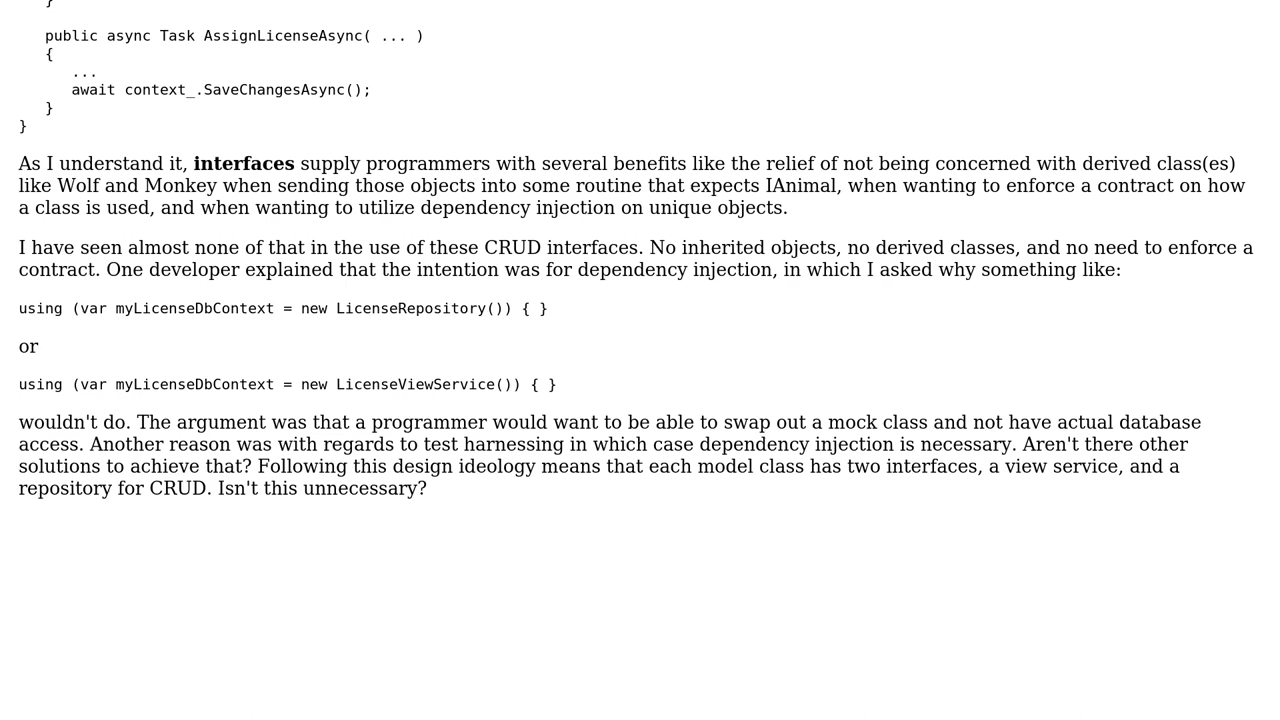 }
public async Task AssignLicenseAsync( ... )
{
...
await context_.SaveChangesAsync();
}
}
As I understand it, interfaces supply programmers with several benefits like the relief of not being concerned with derived class(es)
like Wolf and Monkey when sending those objects into some routine that expects IAnimal, when wanting to enforce a contract on how
a class is used, and when wanting to utilize dependency injection on unique objects.
I have seen almost none of that in the use of these CRUD interfaces. No inherited objects, no derived classes, and no need to enforce a
contract. One developer explained that the intention was for dependency injection, in which I asked why something like:
using (var myLicenseDbContext = new LicenseRepository()) { }
or
using (var myLicenseDbContext = new LicenseViewService()) { }
wouldn't do. The argument was that a programmer would want to be able to swap out a mock class and not have actual database
access. Another reason was with regards to test harnessing in which case dependency injection is necessary. Aren't there other
solutions to achieve that? Following this design ideology means that each model class has two interfaces, a view service, and a
repository for CRUD. Isn't this unnecessary?